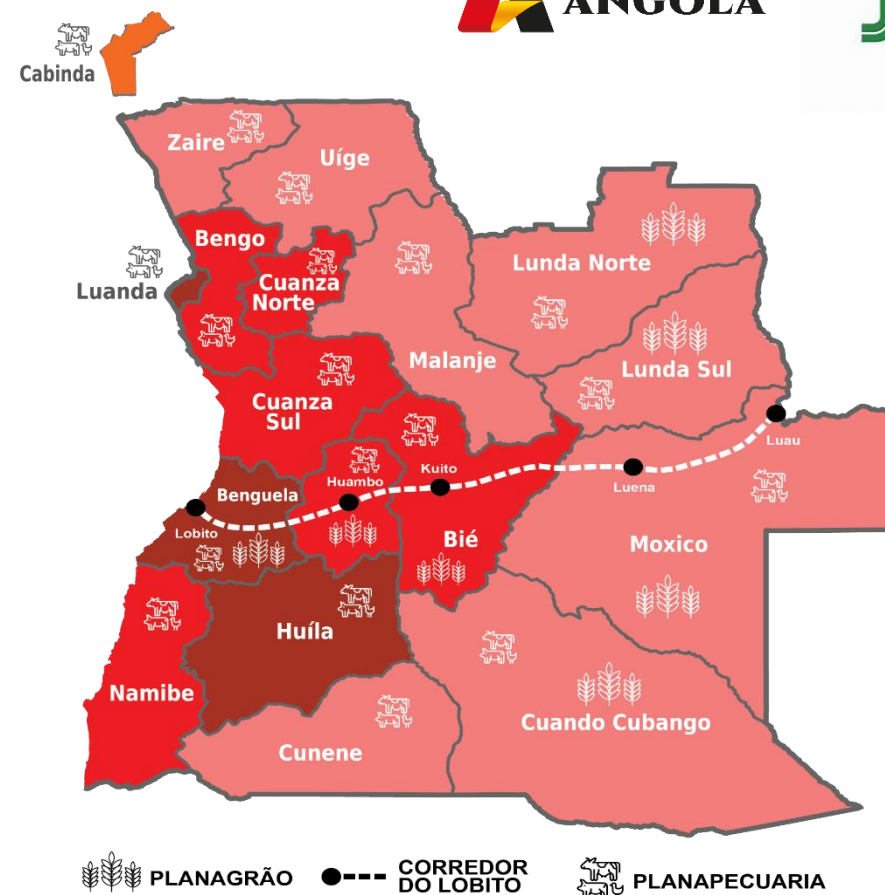 ANGOLA
Cabinda
Zaire
Uíge
Bengo
Luanda
Cuanza
Norte
Lunda Norte
Malanje
Lunda Sul
Cuanza
Sul
Luau
Kuito
Luena
Huambo
Benguela
Lobito
Bié
Moxico
Huíla
Namibe
Cuando Cubango
Cunene
PLANAGRÃO
CORREDOR
DO LOBITO
PLANAPECUARIA